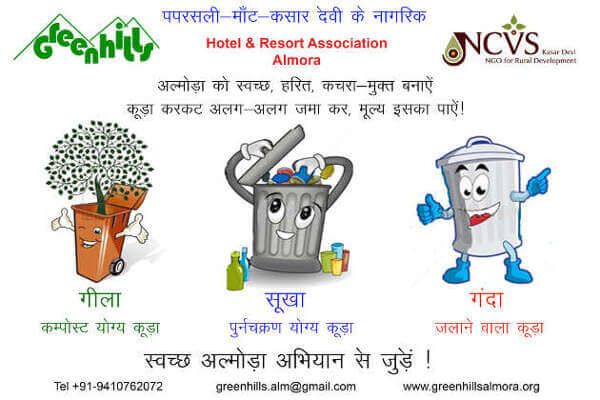 Greenhills
पपरसली-माँट-कसार देवी के नागरिक
Hotel & Resort Association
Almora
NCVS
Kasar Devi
NGO for Rural Development
अल्मोड़ा को स्वच्छ, हरित, कचरा-मुक्त बनाऐं
कूड़ा करकट अलग-अलग जमा कर, मूल्य इसका पाऐं!
गीला
सूखा
गंदा
कम्पोस्ट योग्य कूड़ा
पुर्नचक्रण योग्य कूड़ा
जलाने वाला कूड़ा
स्वच्छ अल्मोड़ा अभियान से जुड़ें !
Tel +91-9410762072
greenhills.alm@gmail.com
www.greenhillsalmora.org